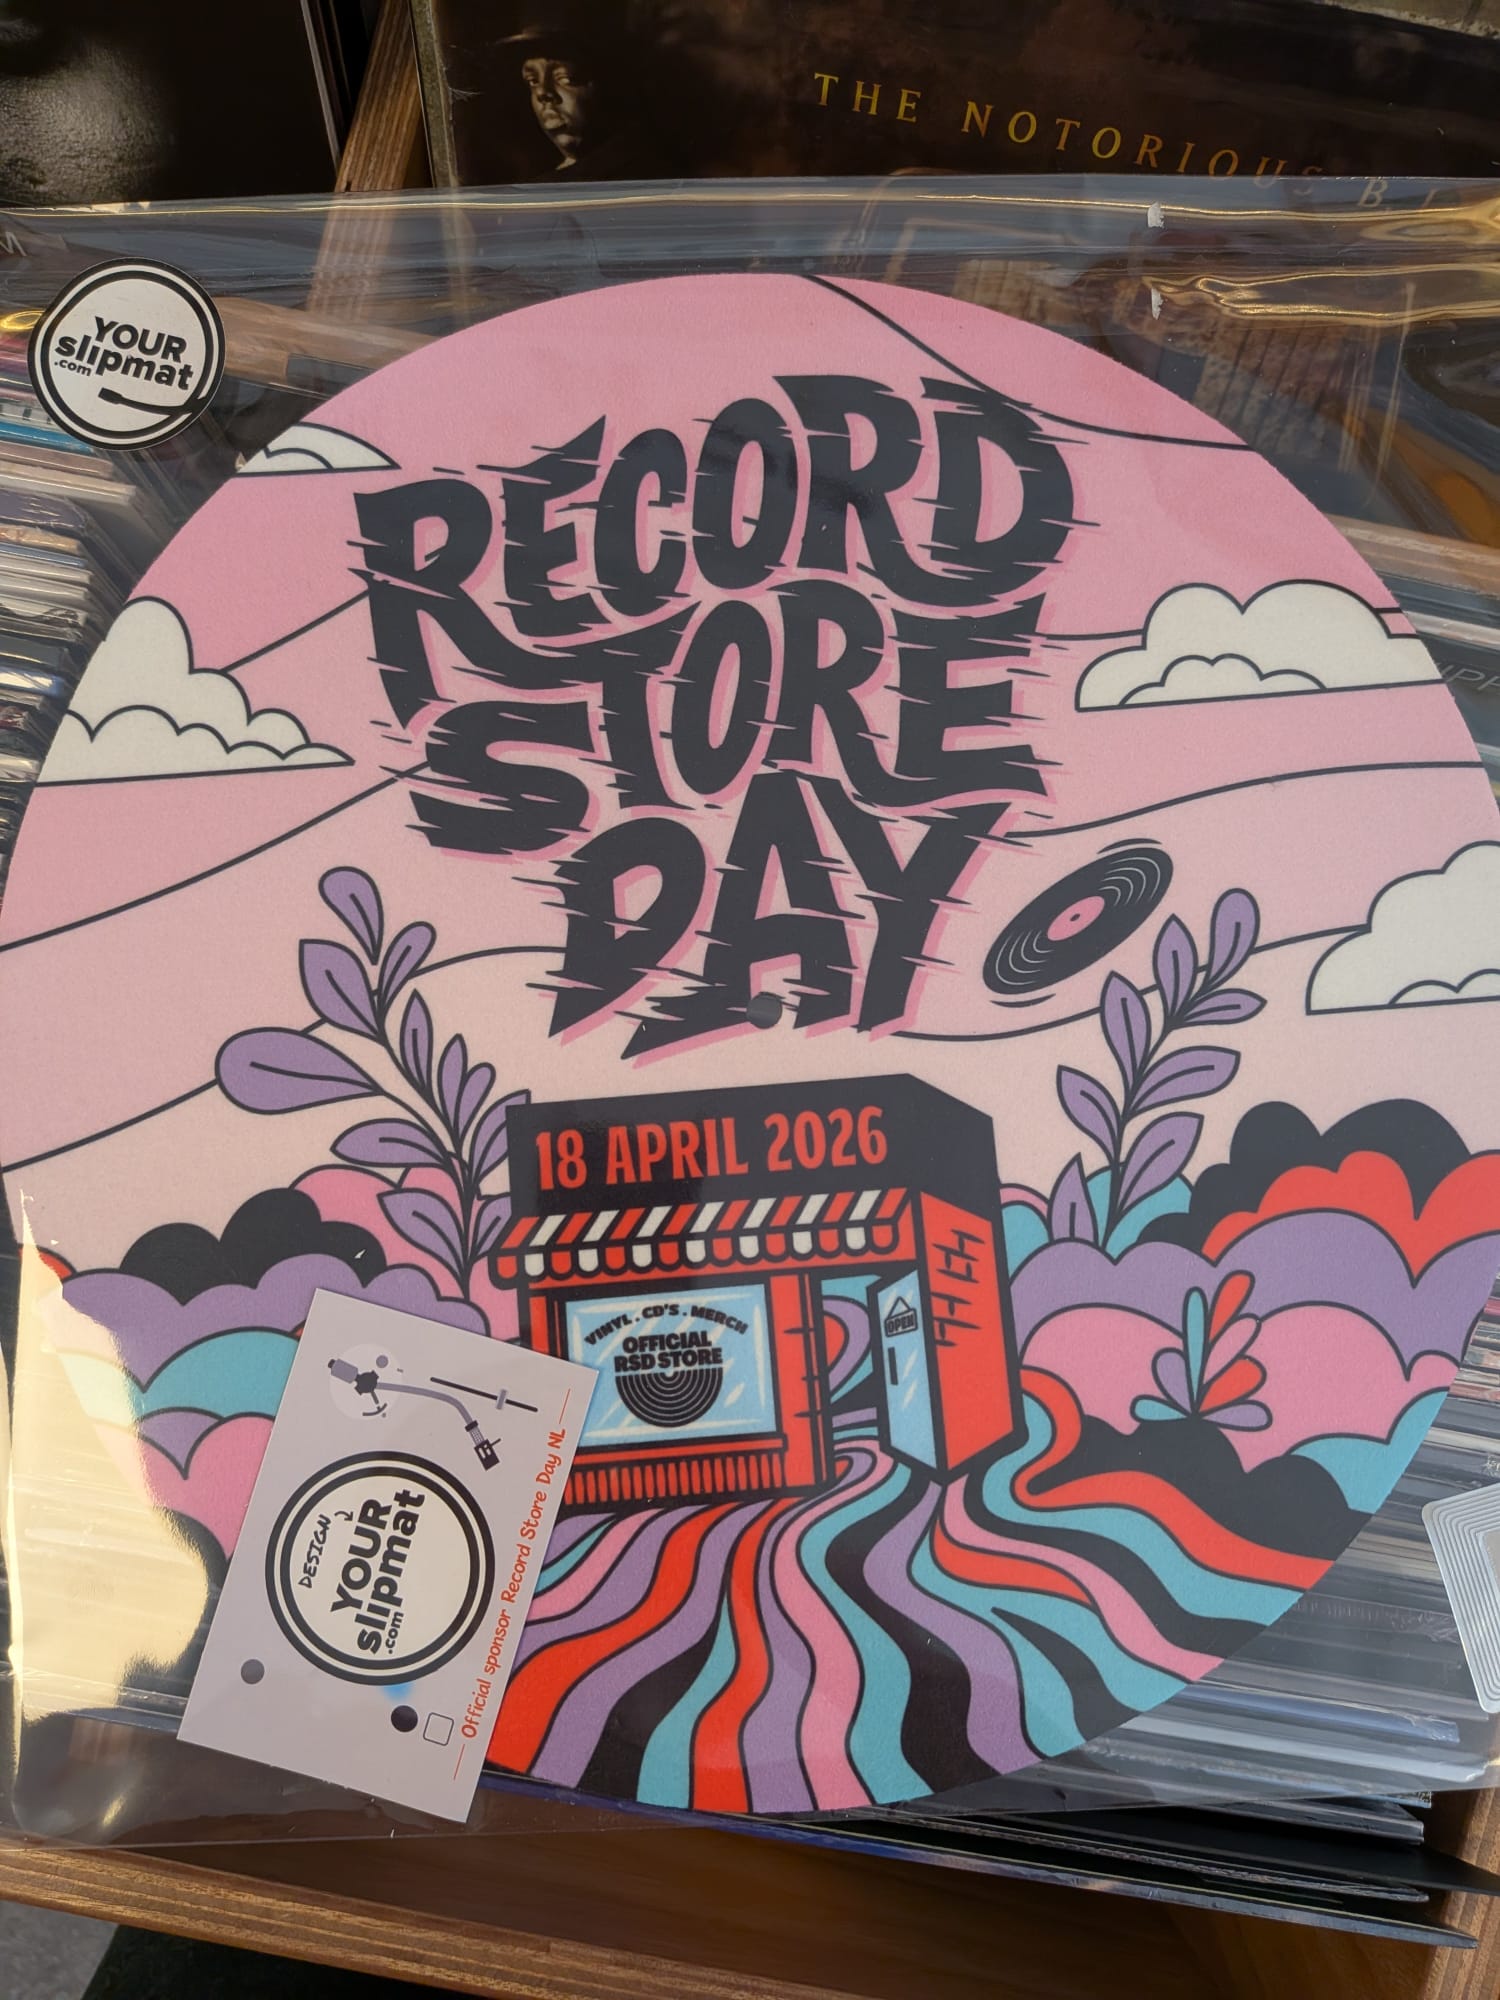 THE NOTORIOUS B.I
YOUR
slipmat
.com
RECORD
STORE
DAY
18 APRIL 2026
VINYL . CD'S . MERCH
OFFICIAL
RSD STORE
OPEN
DESIGN
YOUR
slipmat
.com
Official sponsor Record Store Day NL